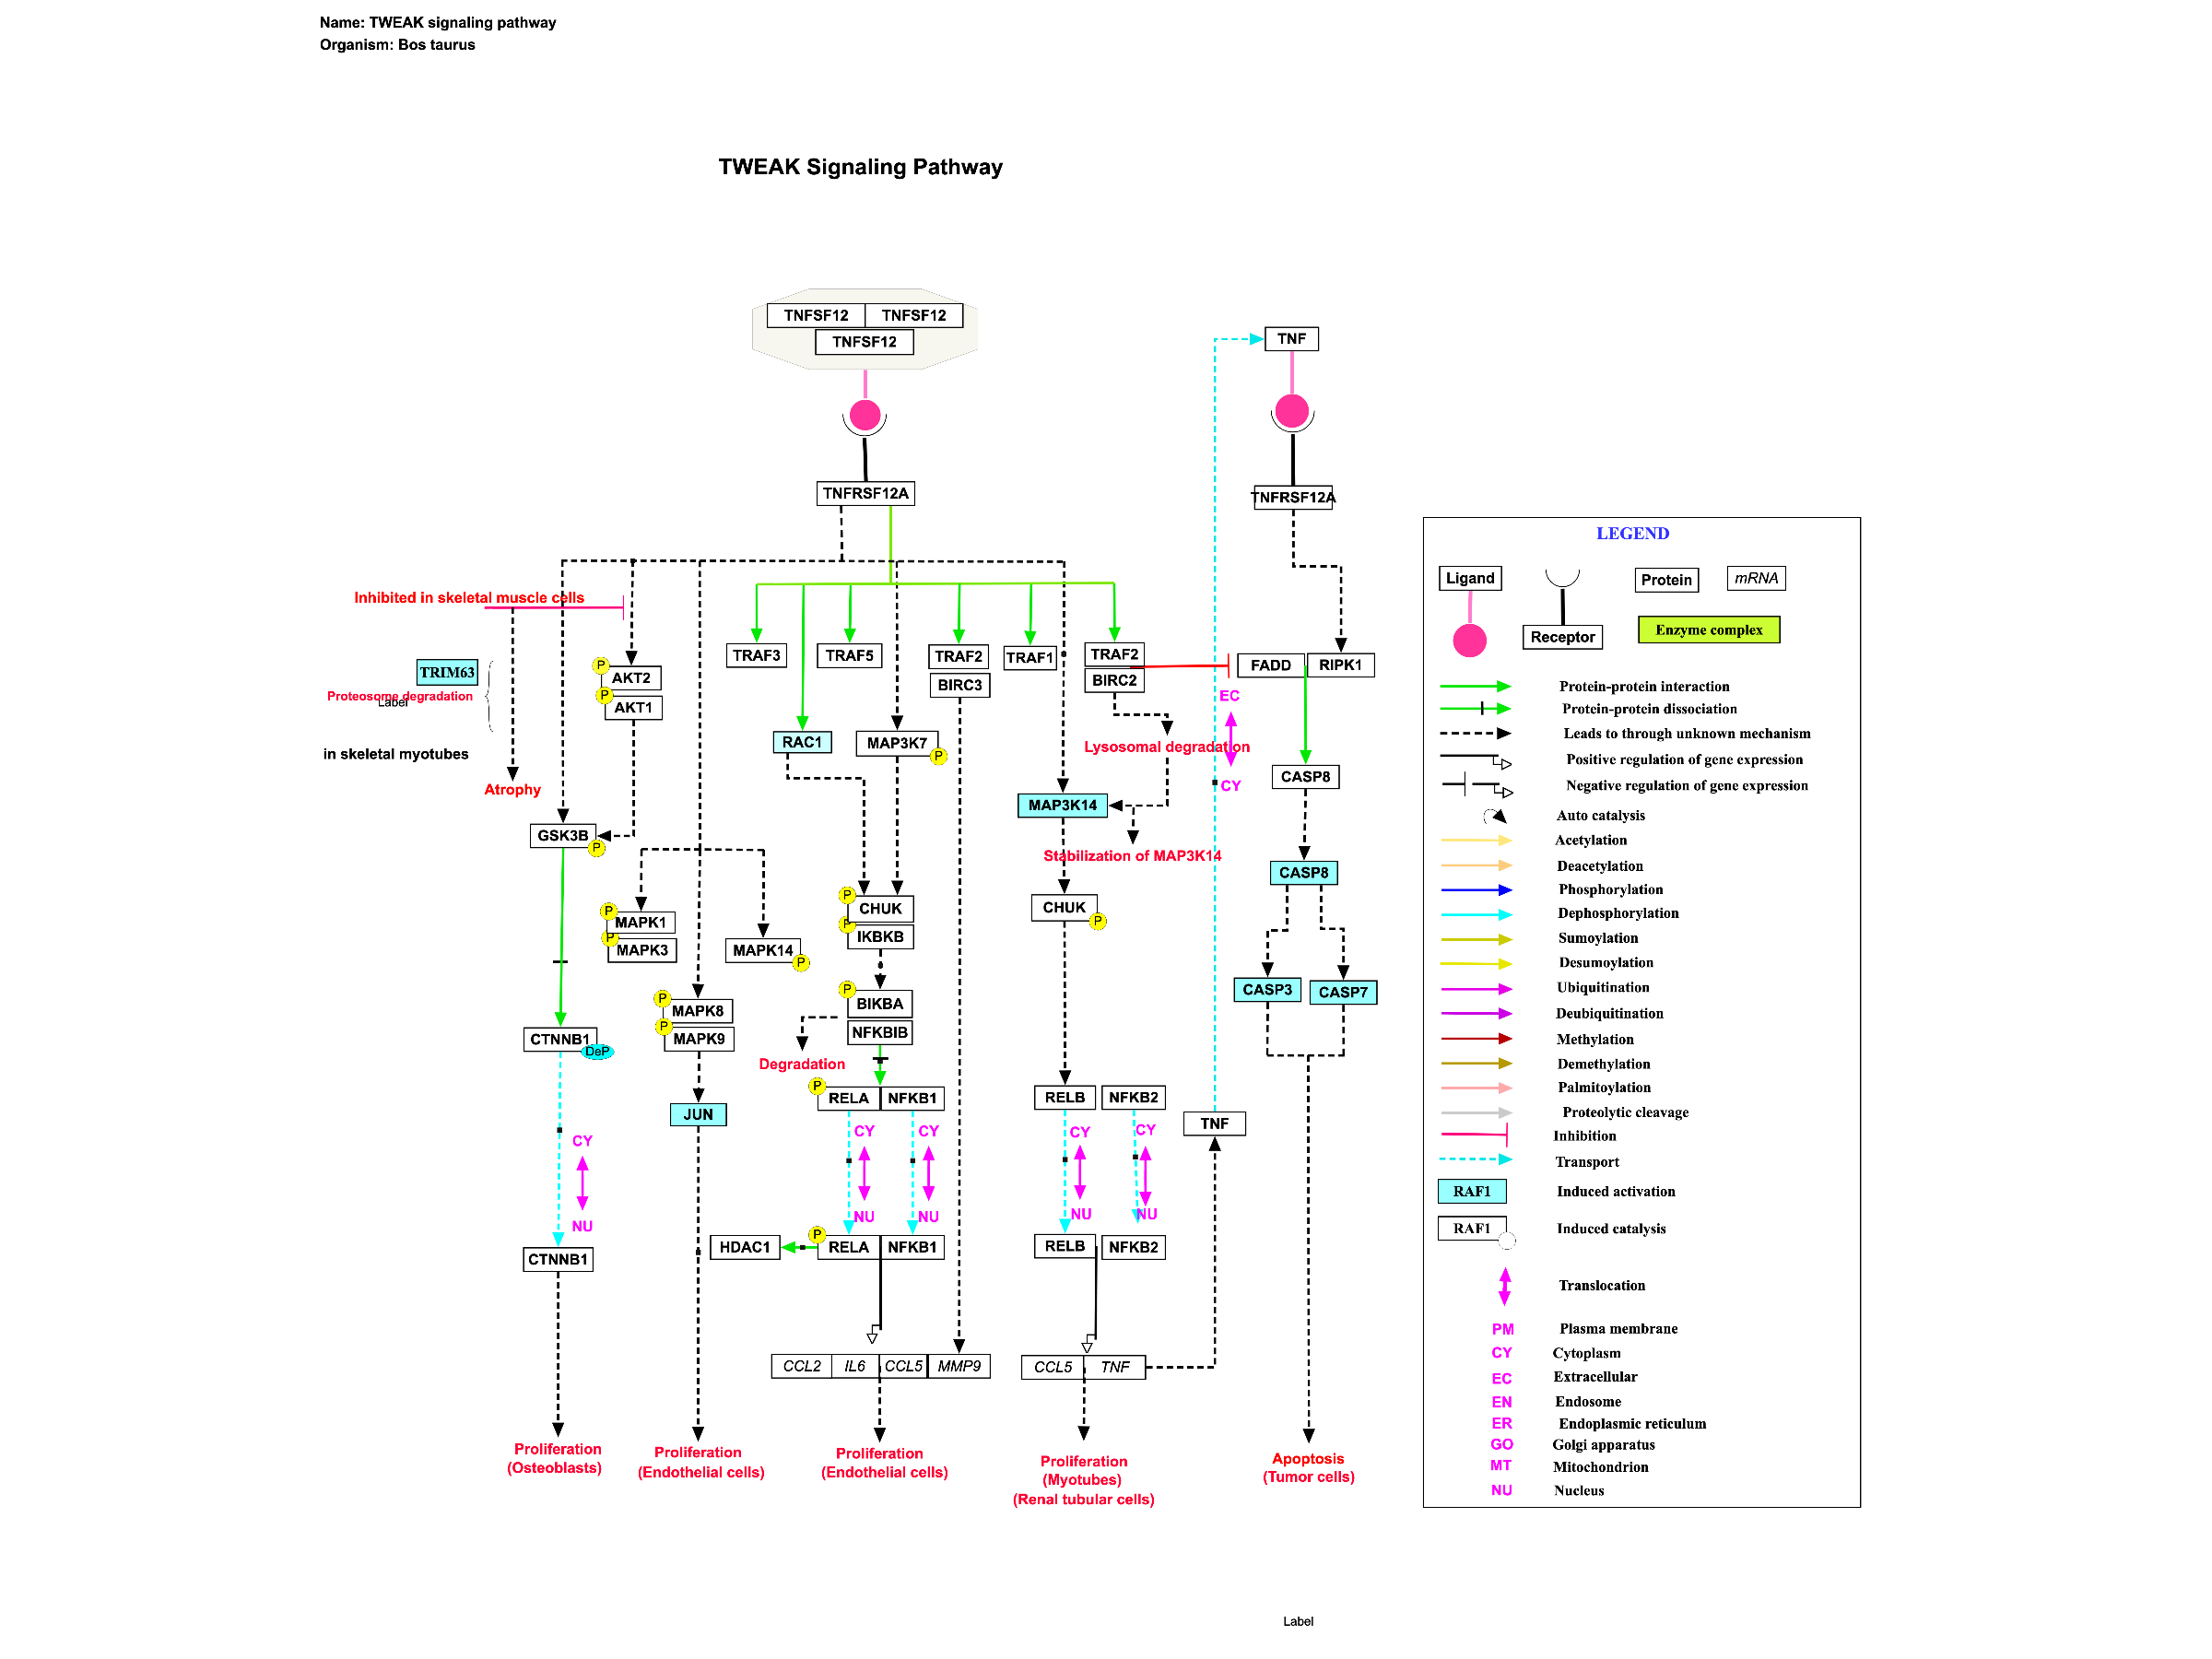 Name: TWEAK signaling pathway
Organism: Bos taurus
TWEAK Signaling Pathway
TNFSF12 TNFSF12
TNFSF12
TNF
TNFRSF12A
TNFRSF12A
Inhibited in skeletal muscle cells
TRAF3
TRAF5
TRAF2
BIRC3
TRAF1
TRAF2
BIRC2
FADD RIPK1
TRIM63
Proteosome degradation
Label
in skeletal myotubes
Atrophy
P
AKT2
P
AKT1
RAC1
MAP3K7
P
Lysosomal degradation
EC
CY
CASP8
MAP3K14
Stabilization of MAP3K14
GSK3B
P
CASP8
P
MAPK1
P
MAPK3
MAPK14
P
P
CHUK
P
IKBKB
CHUK
P
CASP3
CASP7
P
MAPK8
P
MAPK9
P
BIKBA
NFKBIB
Degradation
CTNNB1
DeP
JUN
P
RELA NFKB1
RELB NFKB2
TNF
CY
NU
CY
NU
CY
NU
CY
NU
CY
NU
CTNNB1
HDAC1
P
RELA NFKB1
RELB NFKB2
CCL2 IL6 CCL5 MMP9
CCL5 TNF
Proliferation
(Osteoblasts)
Proliferation
(Endothelial cells)
Proliferation
(Endothelial cells)
Proliferation
(Myotubes)
(Renal tubular cells)
Apoptosis
(Tumor cells)
LEGEND
Ligand
Receptor
Protein
mRNA
Enzyme complex
Protein-protein interaction
Protein-protein dissociation
Leads to through unknown mechanism
Positive regulation of gene expression
Negative regulation of gene expression
Auto catalysis
Acetylation
Deacetylation
Phosphorylation
Dephosphorylation
Sumoylation
Desumoylation
Ubiquitination
Deubiquitination
Methylation
Demethylation
Palmitoylation
Proteolytic cleavage
Inhibition
Transport
RAF1 Induced activation
RAF1 Induced catalysis
Translocation
PM Plasma membrane
CY Cytoplasm
EC Extracellular
EN Endosome
ER Endoplasmic reticulum
GO Golgi apparatus
MT Mitochondrion
NU Nucleus
Label